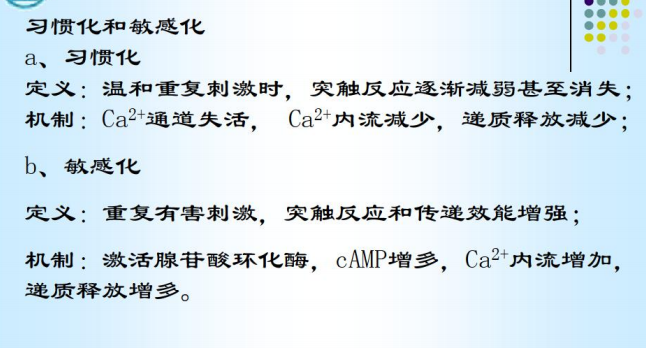 习惯化和敏感化
a、习惯化
定义：温和重复刺激时，突触反应逐渐减弱甚至消失；
机制：Ca²⁺通道失活， Ca²⁺内流减少，递质释放减少；
b、敏感化
定义：重复有害刺激，突触反应和传递效能增强；
机制：激活腺苷酸环化酶，cAMP增多，Ca²⁺内流增加，
递质释放增多。